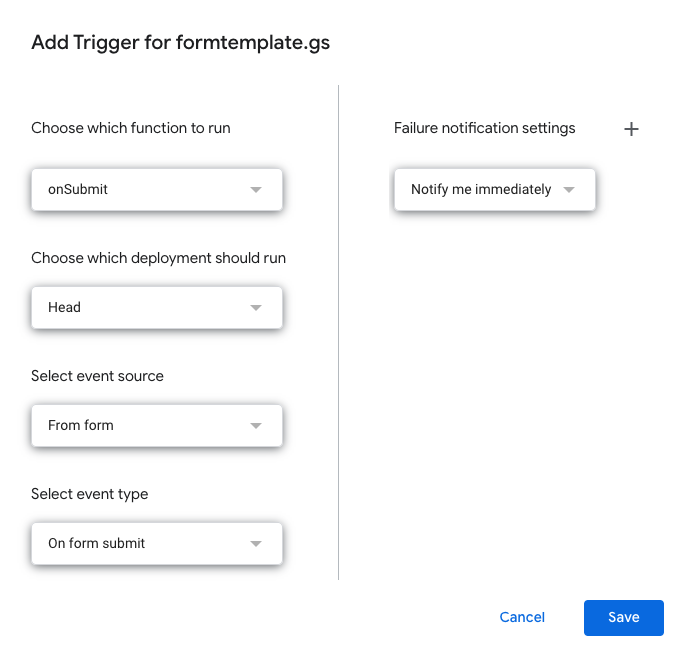 Add Trigger for formtemplate.gs
Choose which function to run
onSubmit
Choose which deployment should run
Head
Select event source
From form
Select event type
On form submit
Failure notification settings
Notify me immediately
Cancel
Save